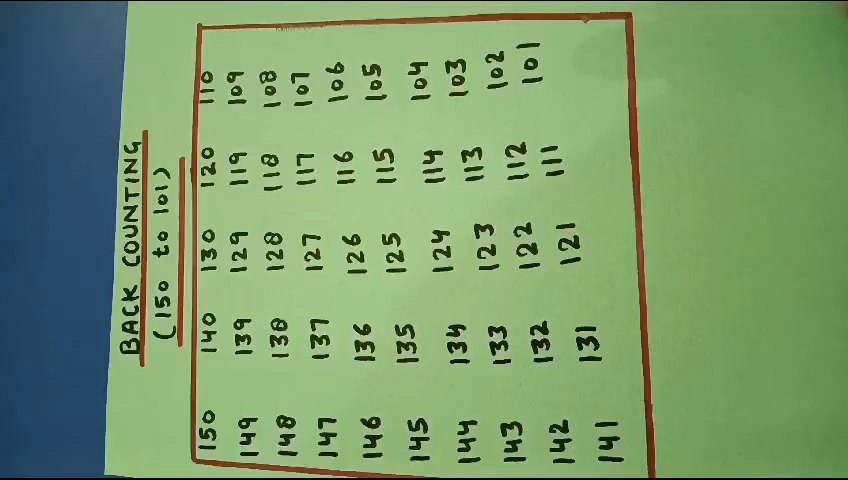 BACK COUNTING
(150 to 101)
150 140 130 120 110
149 139 129 119 109
148 138 128 118 108
147 137 127 117 107
146 136 126 116 106
145 135 125 115 105
144 134 124 114 104
143 133 123 113 103
142 132 122 112 102
141 131 121 111 101